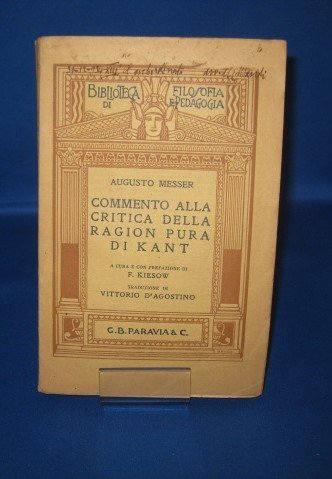 BIBLIOTECA DI FILOSOFIA E PEDAGOGIA
AUGUSTO MESSER
COMMENTO ALLA
CRITICA DELLA
RAGION PURA
DI KANT
A CURA E CON PREFAZIONE DI
F. KIESOW
TRADUZIONE DI
VITTORIO D'AGOSTINO
G. B. PARAVIA & C.